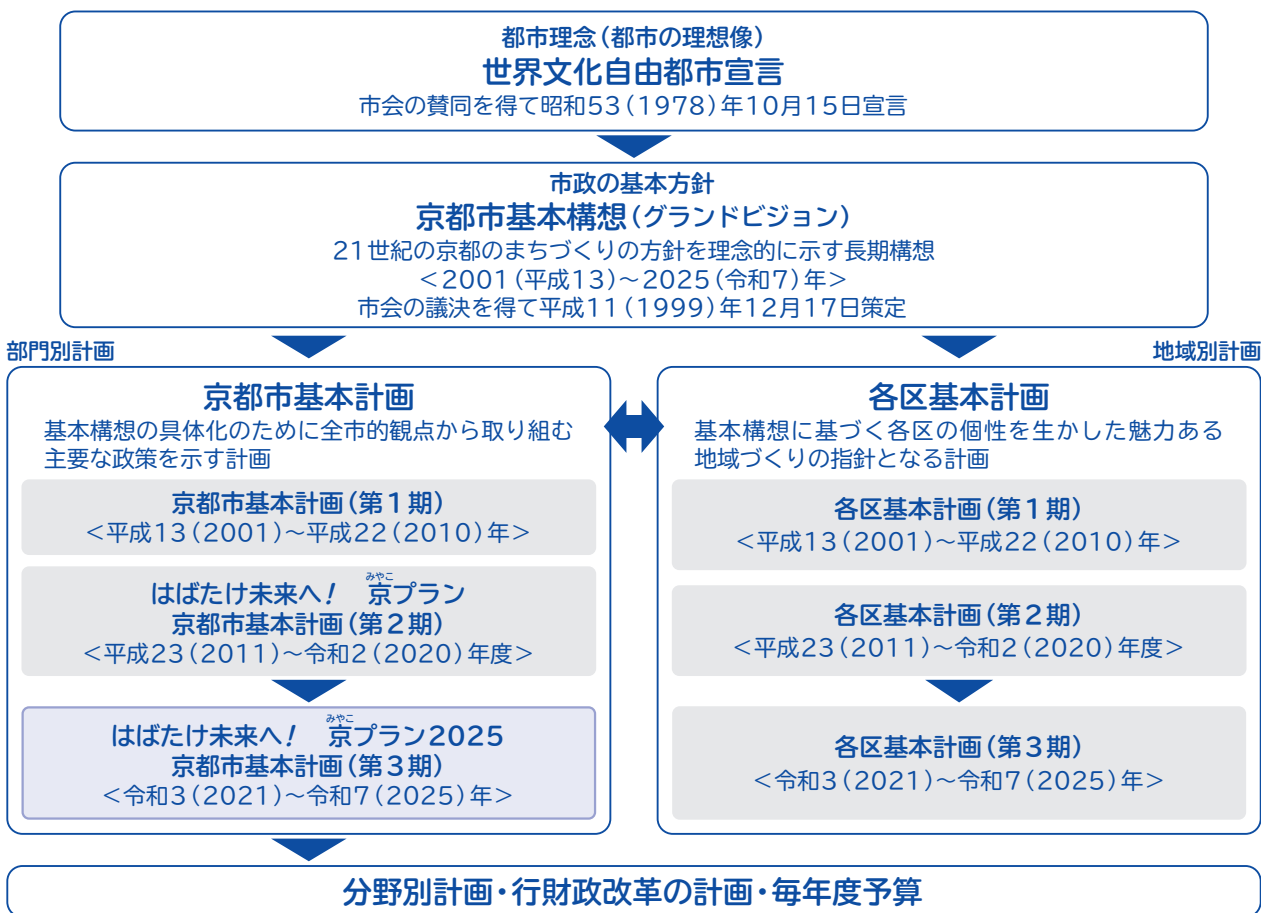 都市理念(都市の理想像)
世界文化自由都市宣言
市会の賛同を得て昭和53(1978)年10月15日宣言
市政の基本方針
京都市基本構想(グランドビジョン)
21世紀の京都のまちづくりの方針を理念的に示す長期構想
<2001(平成13)～2025(令和7)年>
市会の議決を得て平成11(1999)年12月17日策定
部門別計画
京都市基本計画
基本構想の具体化のために全市的観点から取り組む
主要な政策を示す計画
京都市基本計画(第1期)
<平成13(2001)～平成22(2010)年>
みやこ
はばたけ未来へ! 京プラン
京都市基本計画(第2期)
<平成23(2011)～令和2(2020)年度>
みやこ
はばたけ未来へ! 京プラン2025
京都市基本計画(第3期)
<令和3(2021)～令和7(2025)年>
地域別計画
各区基本計画
基本構想に基づく各区の個性を生かした魅力ある
地域づくりの指針となる計画
各区基本計画(第1期)
<平成13(2001)～平成22(2010)年>
各区基本計画(第2期)
<平成23(2011)～令和2(2020)年度>
各区基本計画(第3期)
<令和3(2021)～令和7(2025)年>
分野別計画・行財政改革の計画・毎年度予算